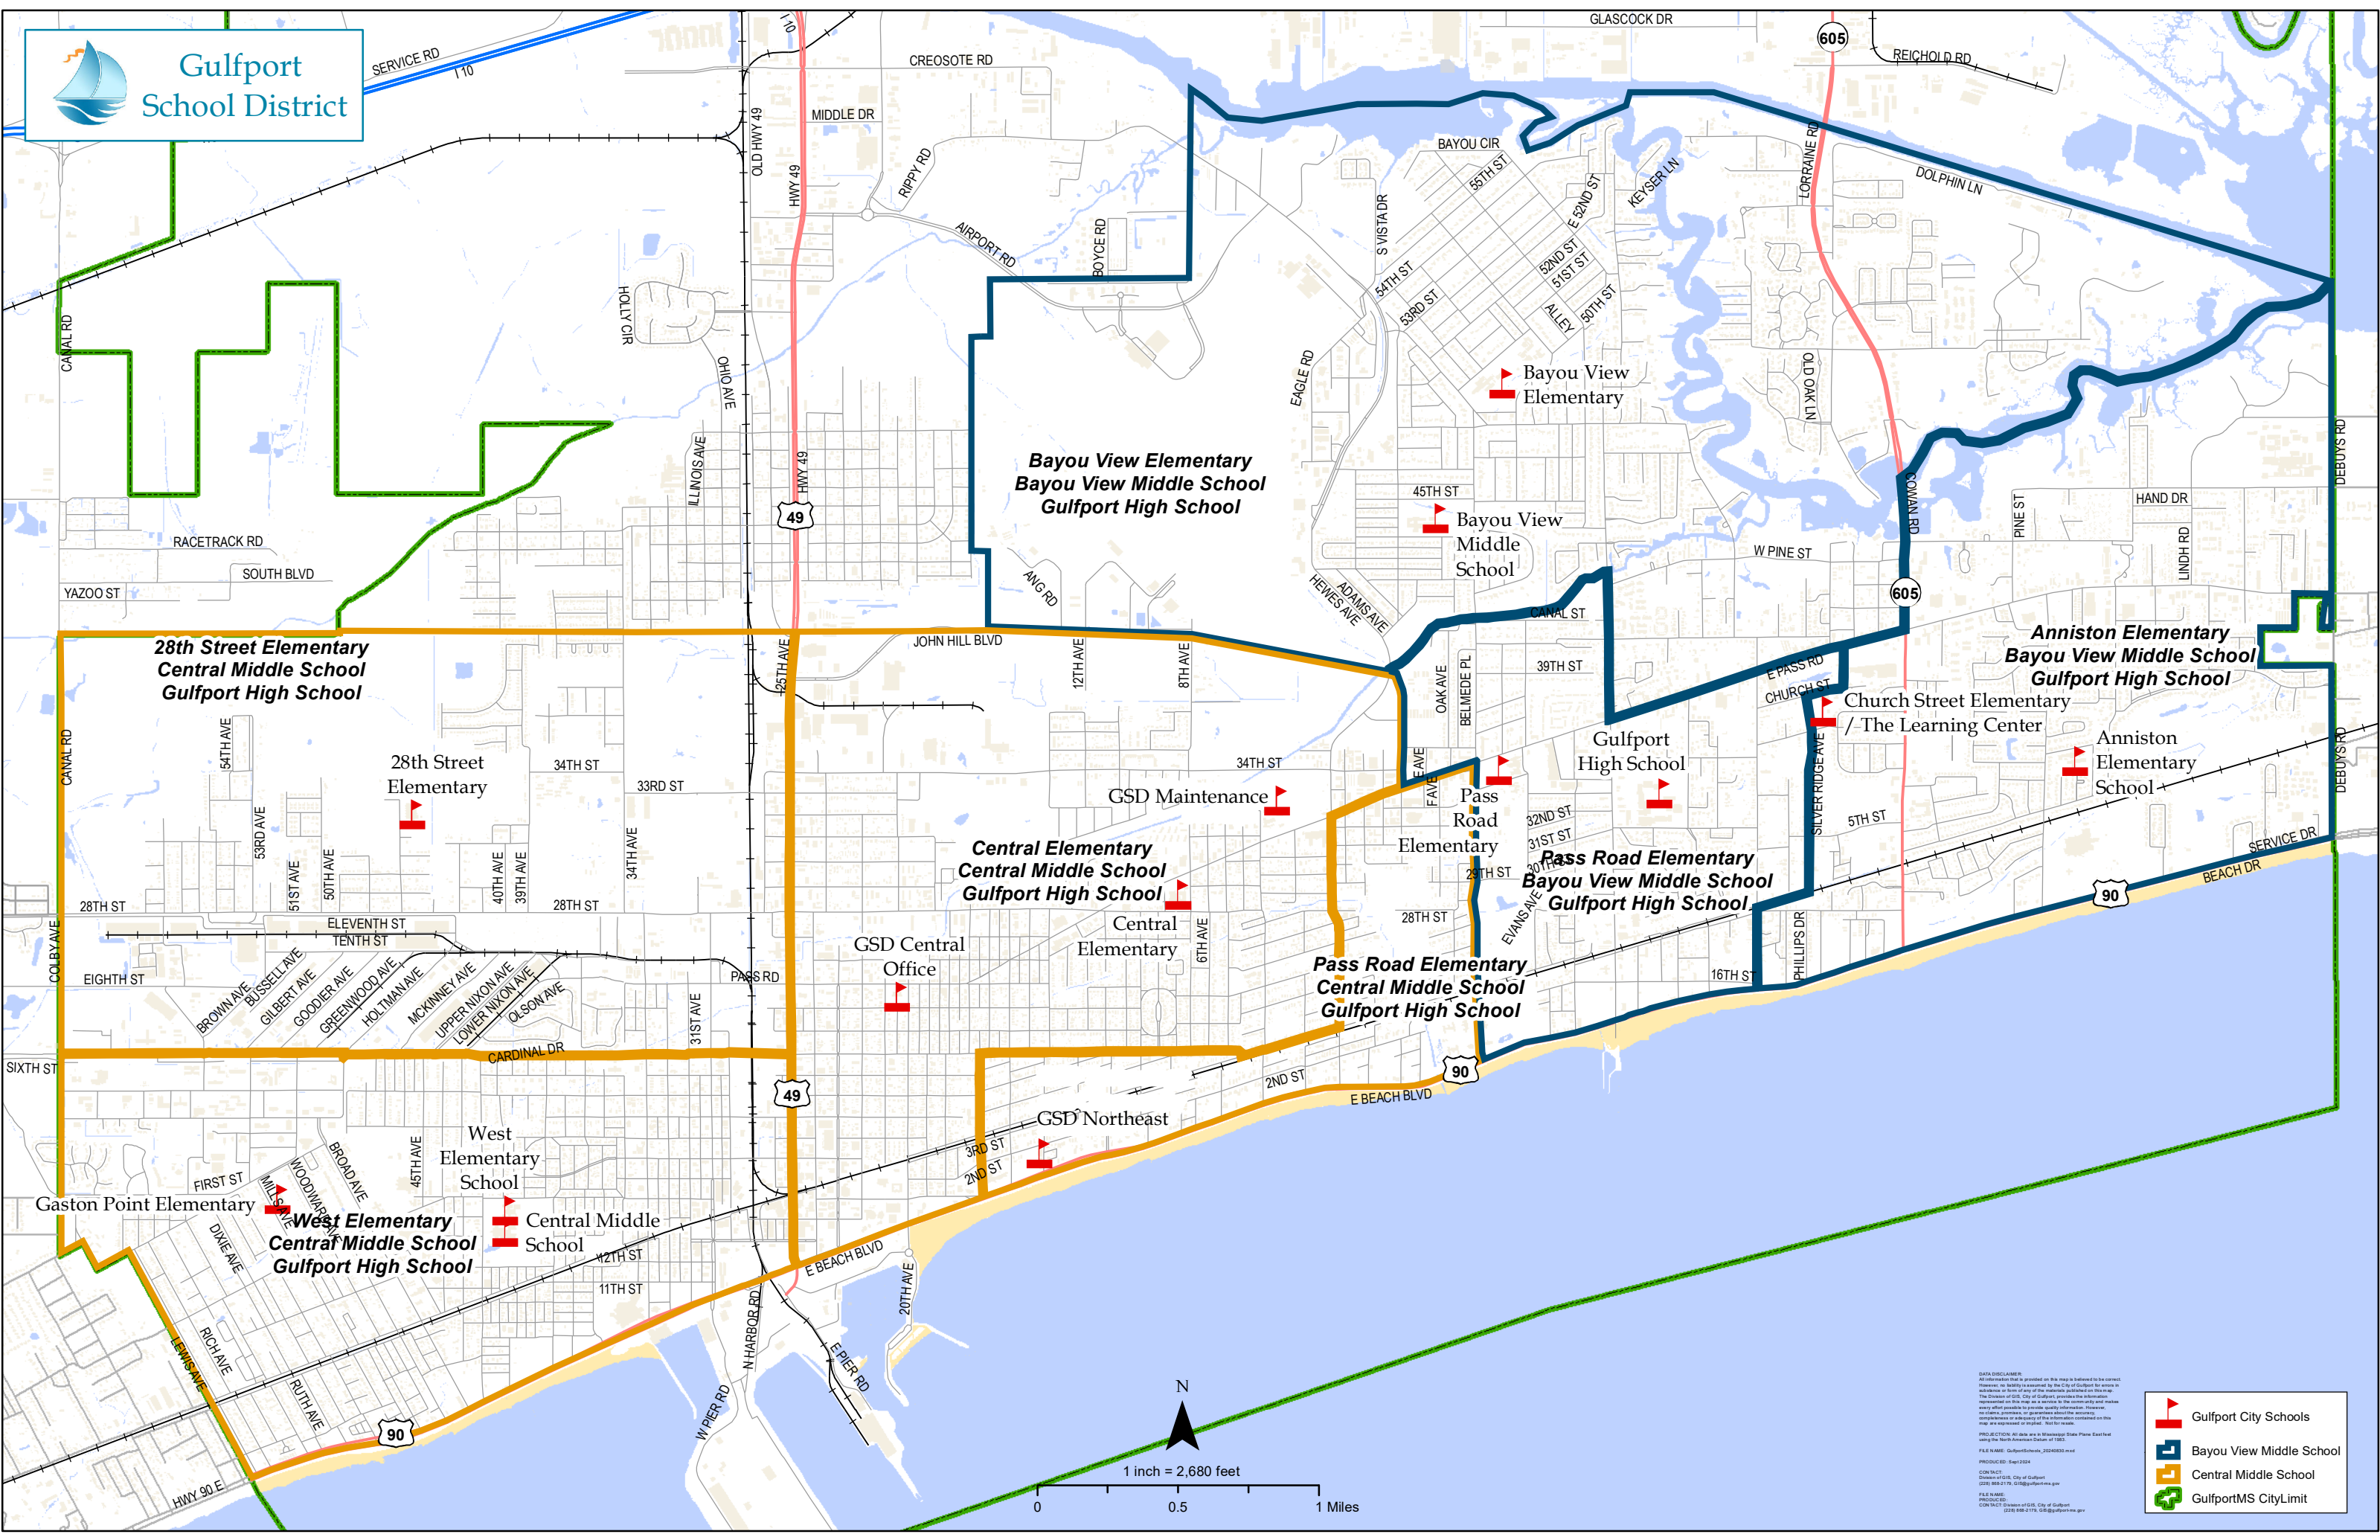 Gulfport
School District
SERVICE RD
I 10
I 10
CREOSOTE RD
GLASCOCK DR
605
REICHOLD RD
MIDDLE DR
OLD HWY 49
HWY 49
RIPPY RD
AIRPORT RD
BOYCE RD
S VISTA DR
BAYOU CIR
55TH ST
E 52ND ST
KEYSER LN
LORRAINE RD
DOLPHIN LN
52ND ST
51ST ST
50TH ST
ALLEY
54TH ST
53RD ST
CANAL RD
HOLLY CIR
OHIO AVE
EAGLE RD
OLD OAK LN
Bayou View
Elementary
ILLINOIS AVE
HWY 49
49
Bayou View Elementary
Bayou View Middle School
Gulfport High School
45TH ST
Bayou View
Middle
School
COWAN RD
DEBUYS RD
HAND DR
PINE ST
LINDH RD
W PINE ST
RACETRACK RD
SOUTH BLVD
YAZOO ST
ANG RD
ADAMS AVE
HEWES AVE
CANAL ST
605
28th Street Elementary
Central Middle School
Gulfport High School
25TH AVE
JOHN HILL BLVD
12TH AVE
8TH AVE
OAK AVE
BELMEDE PL
39TH ST
E PASS RD
CHURCH ST
Anniston Elementary
Bayou View Middle School
Gulfport High School
Church Street Elementary
/ The Learning Center
CANAL RD
54TH AVE
28th Street
Elementary
34TH ST
33RD ST
34TH ST
GSD Maintenance
E AVE
F AVE
Pass
Road
Elementary
Gulfport
High School
SILVER RIDGE AVE
Anniston
Elementary
School
DEBUYS RD
53RD AVE
51ST AVE
50TH AVE
40TH AVE
39TH AVE
34TH AVE
Central Elementary
Central Middle School
Gulfport High School
32ND ST
31ST ST
30TH ST
29TH ST
Pass Road Elementary
Bayou View Middle School
Gulfport High School
5TH ST
SERVICE DR
BEACH DR
90
28TH ST
28TH ST
28TH ST
EVANS AVE
ELEVENTH ST
TENTH ST
COLBY AVE
EIGHTH ST
BROWN AVE
BUSSELL AVE
GILBERT AVE
GOODIER AVE
GREENWOOD AVE
HOLTMAN AVE
MCKINNEY AVE
UPPER NIXON AVE
LOWER NIXON AVE
OLSON AVE
31ST AVE
PASS RD
GSD Central
Office
Central
Elementary
6TH AVE
Pass Road Elementary
Central Middle School
Gulfport High School
16TH ST
PHILLIPS DR
SIXTH ST
CARDINAL DR
49
90
2ND ST
E BEACH BLVD
GSD Northeast
3RD ST
2ND ST
West
Elementary
School
45TH AVE
BROAD AVE
WOODWARD AVE
MILLS AVE
FIRST ST
Gaston Point Elementary
DIXIE AVE
West Elementary
Central Middle School
Gulfport High School
Central Middle
School
12TH ST
11TH ST
E BEACH BLVD
20TH AVE
N HARBOR RD
E PIER RD
W PIER RD
LEWIS AVE
RICH AVE
RUTH AVE
90
HWY 90 E
N
1 inch = 2,680 feet
0 0.5 1 Miles
DATA DISCLAIMER:
PRODUCED: Sept 2024
Gulfport City Schools
Bayou View Middle School
Central Middle School
GulfportMS CityLimit